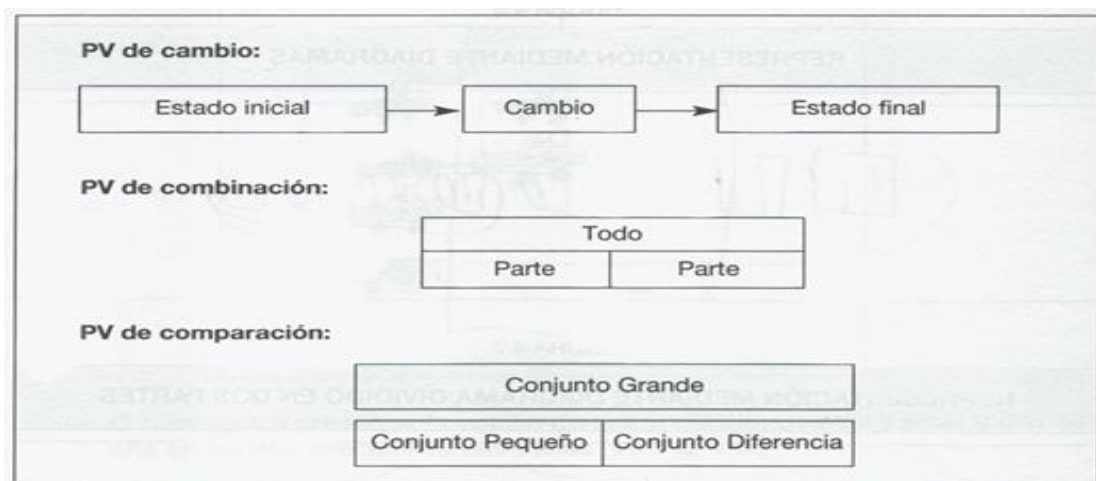 PV de cambio:
Estado inicial Cambio Estado final
PV de combinación:
Todo
Parte Parte
PV de comparación:
Conjunto Grande
Conjunto Pequeño Conjunto Diferencia